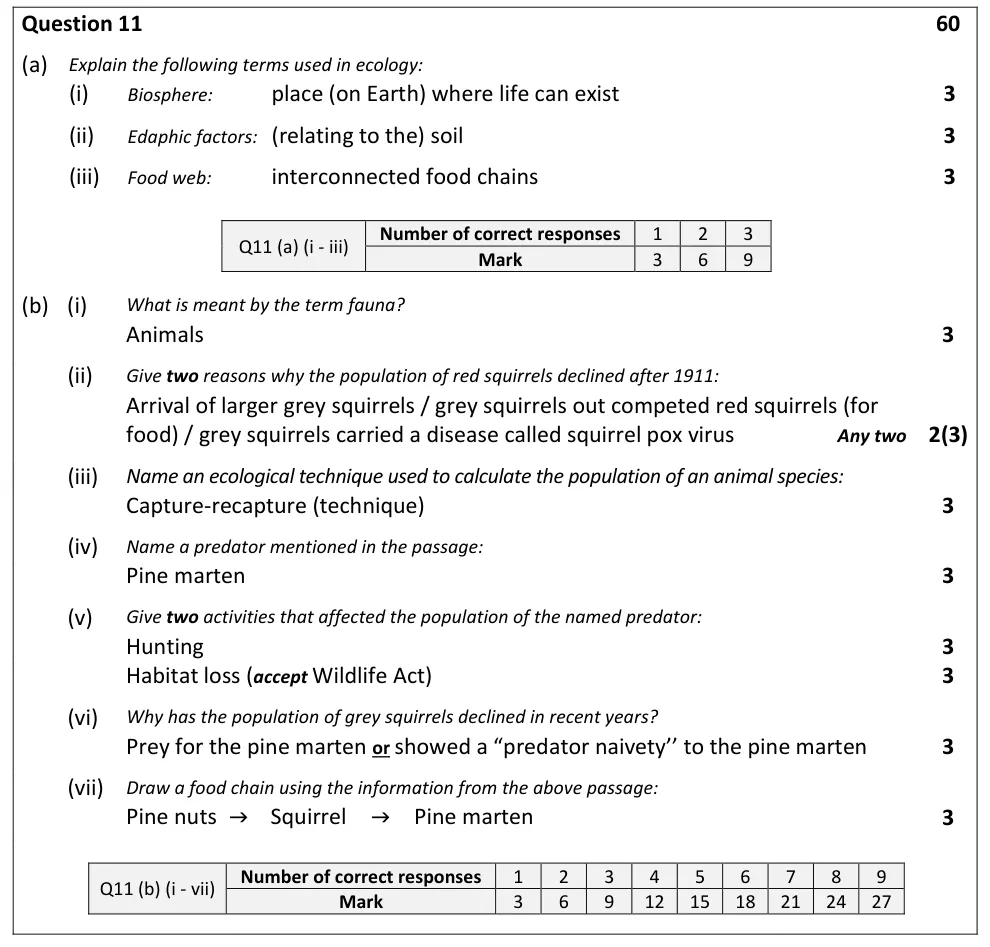 Question 11 60
(a) Explain the following terms used in ecology:
(i) Biosphere: place (on Earth) where life can exist 3
(ii) Edaphic factors: (relating to the) soil 3
(iii) Food web: interconnected food chains 3
Q11 (a) (i - iii) Number of correct responses 1 2 3
Mark 3 6 9
(b) (i) What is meant by the term fauna?
Animals 3
(ii) Give two reasons why the population of red squirrels declined after 1911:
Arrival of larger grey squirrels / grey squirrels out competed red squirrels (for
food) / grey squirrels carried a disease called squirrel pox virus Any two 2(3)
(iii) Name an ecological technique used to calculate the population of an animal species:
Capture-recapture (technique) 3
(iv) Name a predator mentioned in the passage:
Pine marten 3
(v) Give two activities that affected the population of the named predator:
Hunting 3
Habitat loss (accept Wildlife Act) 3
(vi) Why has the population of grey squirrels declined in recent years?
Prey for the pine marten or showed a “predator naivety’’ to the pine marten 3
(vii) Draw a food chain using the information from the above passage:
Pine nuts → Squirrel → Pine marten 3
Q11 (b) (i - vii) Number of correct responses 1 2 3 4 5 6 7 8 9
Mark 3 6 9 12 15 18 21 24 27